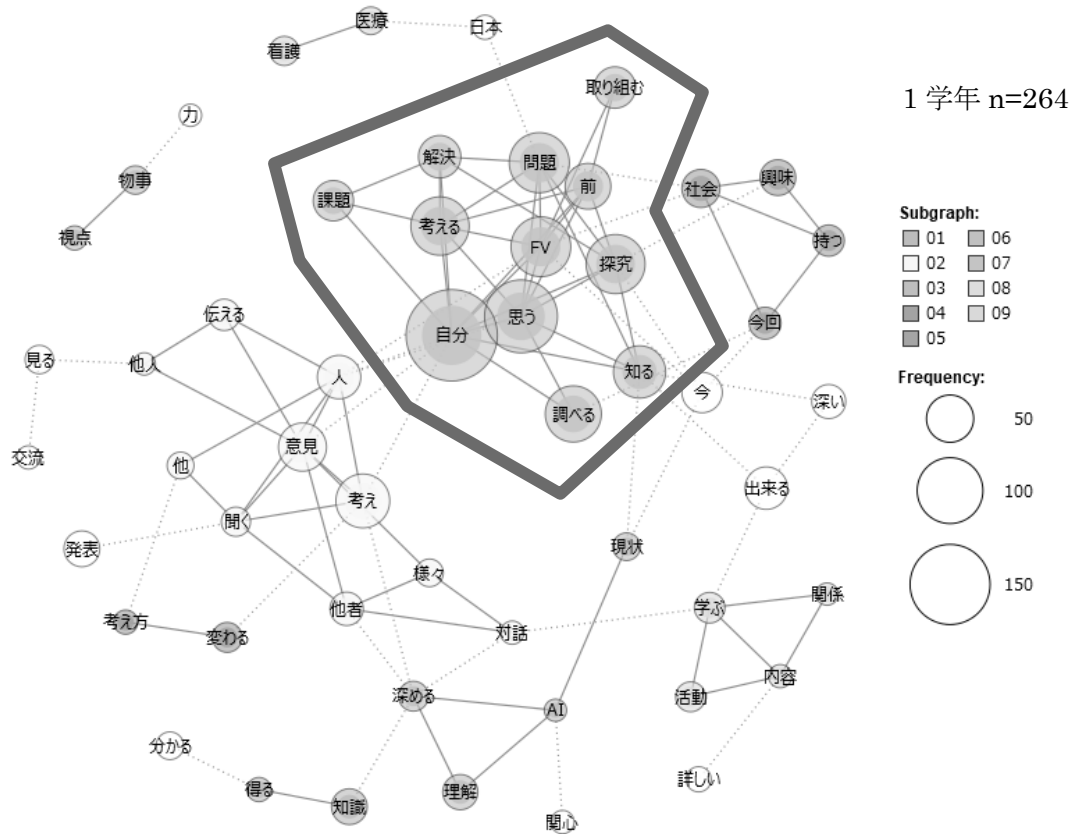 医療
日本
看護
取り組む
1 学年 n=264
力
解決
問題
物事
前
社会
興味
課題
視点
考える
FV
探究
持つ
Subgraph:
01
06
02
07
03
08
04
09
05
伝える
自分
思う
今回
見る
他人
人
知る
今
深い
Frequency:
50
100
150
調べる
交流
他
意見
考え
出来る
聞く
発表
現状
様々
考え方
変わる
他者
対話
学ぶ
関係
深める
AI
活動
内容
分かる
得る
知識
理解
詳しい
関心